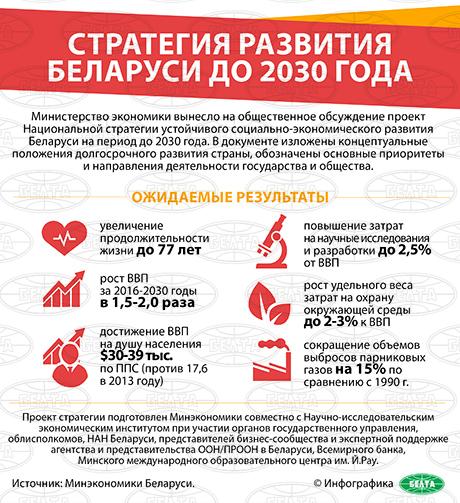 СТРАТЕГИЯ РАЗВИТИЯ
БЕЛАРУСИ ДО 2030 ГОДА
Министерство экономики вынесло на общественное обсуждение проект
Национальной стратегии устойчивого социально-экономического развития
Беларуси на период до 2030 года. В документе изложены концептуальные
положения долгосрочного развития страны, обозначены основные приоритеты
и направления деятельности государства и общества.
ОЖИДАЕМЫЕ РЕЗУЛЬТАТЫ
увеличение
продолжительности
жизни до 77 лет
рост ВВП
за 2016-2030 годы
в 1,5-2,0 раза
достижение ВВП
на душу населения
$30-39 тыс.
по ППС (против 17,6
в 2013 году)
повышение затрат
на научные исследования
и разработки до 2,5%
от ВВП
рост удельного веса
затрат на охрану
окружающей среды
до 2-3% к ВВП
сокращение объемов
выбросов парниковых
газов на 15% по
сравнению с 1990 г.
Проект стратегии подготовлен Минэкономики совместно с Научно-исследовательским
экономическим институтом при участии органов государственного управления,
облисполкомов, НАН Беларуси, представителей бизнес-сообщества и экспертной поддержке
агентства и представительства ООН/ПРООН в Беларуси, Всемирного банка,
Минского международного образовательного центра им. Й.Рау.
Источник: Минэкономики Беларуси.
© Инфографика БЕЛТА